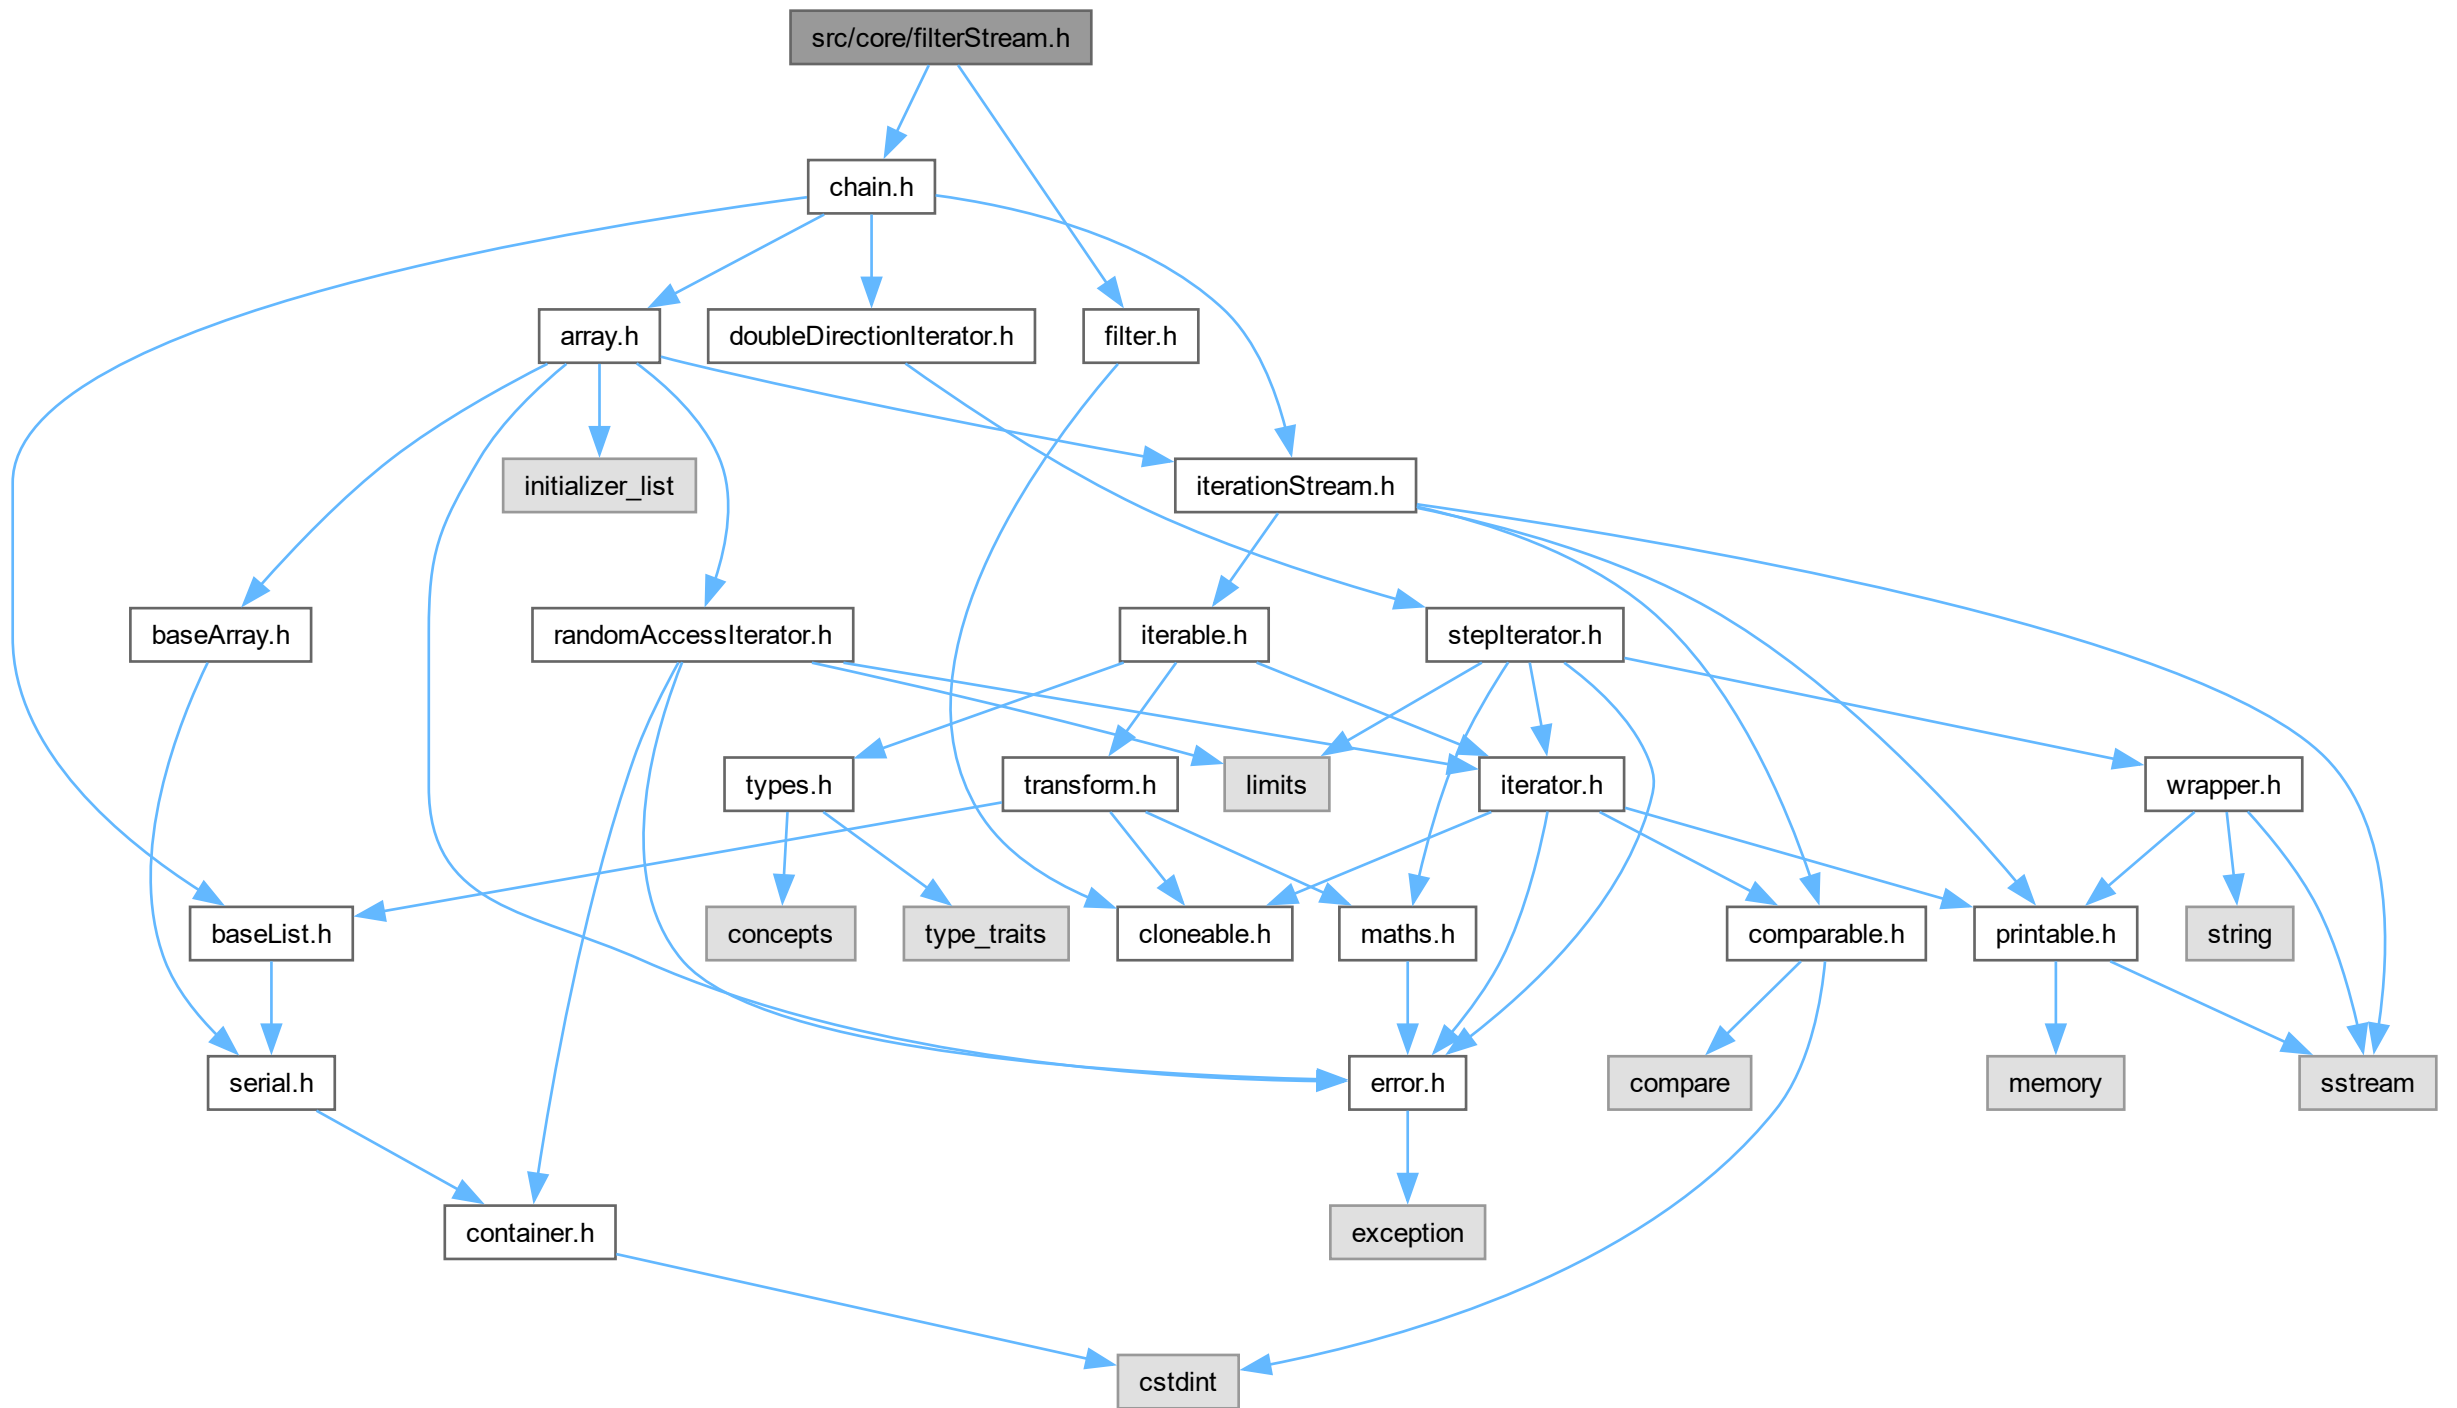 src/core/filterStream.h
chain.h
array.h
doubleDirectionIterator.h
filter.h
initializer_list
iterationStream.h
baseArray.h
randomAccessIterator.h
iterable.h
stepIterator.h
types.h
transform.h
limits
iterator.h
wrapper.h
baseList.h
concepts
type_traits
cloneable.h
maths.h
comparable.h
printable.h
string
serial.h
error.h
compare
memory
sstream
container.h
exception
cstdint